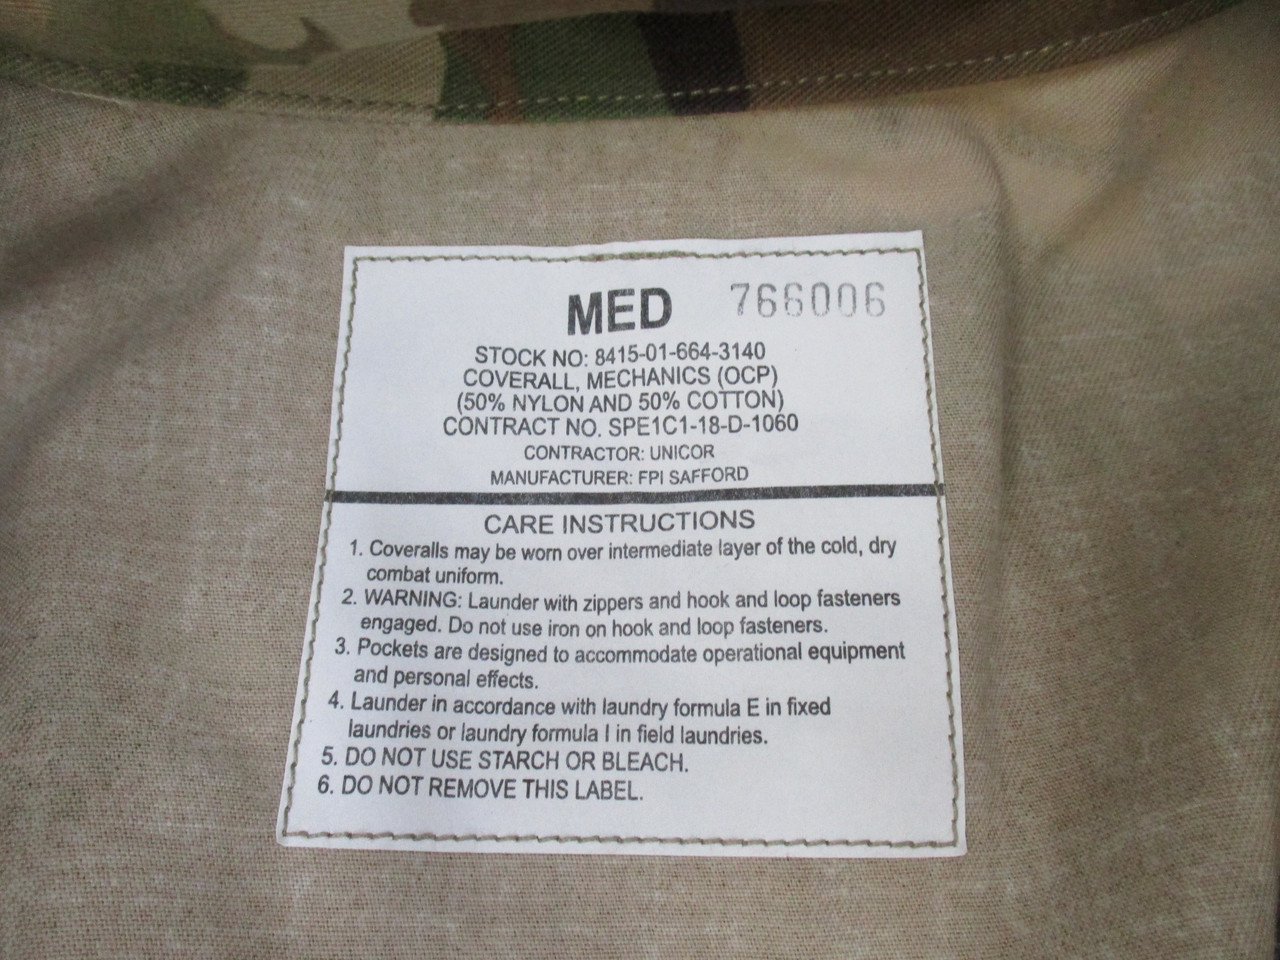 MED 766006
STOCK NO: 8415-01-664-3140
COVERALL, MECHANICS (OCP)
(50% NYLON AND 50% COTTON)
CONTRACT NO. SPE1C1-18-D-1060
CONTRACTOR: UNICOR
MANUFACTURER: FPI SAFFORD
CARE INSTRUCTIONS
1. Coveralls may be worn over intermediate layer of the cold, dry
combat uniform.
2. WARNING: Launder with zippers and hook and loop fasteners
engaged. Do not use iron on hook and loop fasteners.
3. Pockets are designed to accommodate operational equipment
and personal effects.
4. Launder in accordance with laundry formula E in fixed
laundries or laundry formula I in field laundries.
5. DO NOT USE STARCH OR BLEACH.
6. DO NOT REMOVE THIS LABEL.